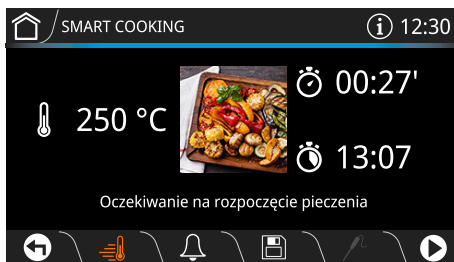 SMART COOKING
12:30
250 °C
00:27'
13:07
Oczekiwanie na rozpoczęcie pieczenia